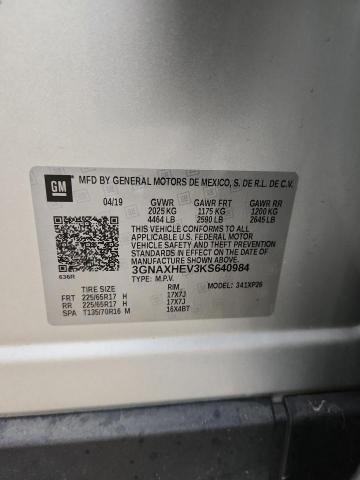 GM
MFD BY GENERAL MOTORS DE MEXICO, S. DE R.L. DE C.V.
04/19 GVWR GAWR FRT GAWR RR
2025 KG 1175 KG 1200 KG
4464 LB 2590 LB 2645 LB
THIS VEHICLE CONFORMS TO ALL
APPLICABLE U.S. FEDERAL MOTOR
VEHICLE SAFETY STANDARDS IN
EFFECT ON THE DATE OF
MANUFACTURE SHOWN ABOVE.
3GNAXHEV3KS640984
636R TYPE: M.P.V. MODEL: 341XP26
TIRE SIZE RIM
FRT 225/65R17 H 17X7J
RR 225/65R17 H 17X7J
SPA T135/70R16 M 16X4BT